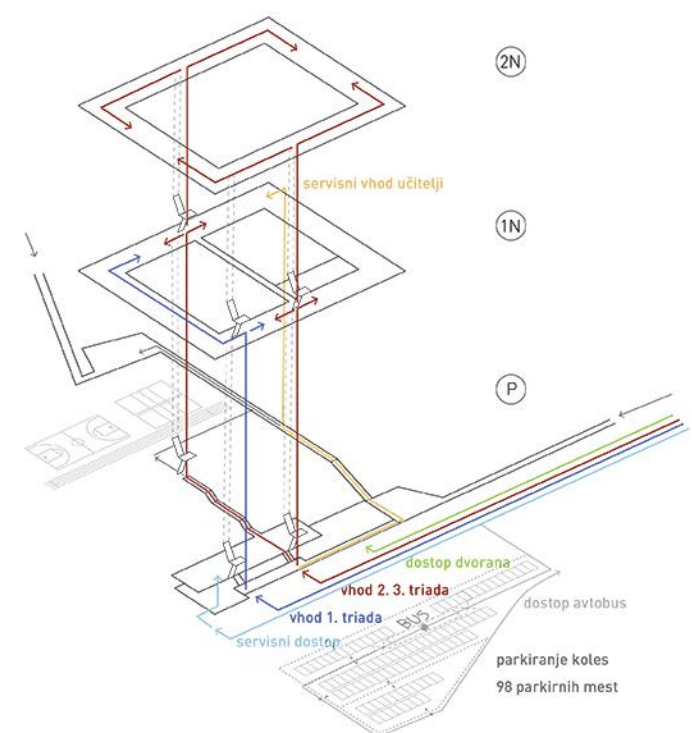 2N
servisni vhod učitelji
1N
P
dostop dvorana
vhod 2. 3. triada
dostop avtobus
vhod 1. triada
BUS
servisni dostop
parkiranje koles
98 parkirnih mest